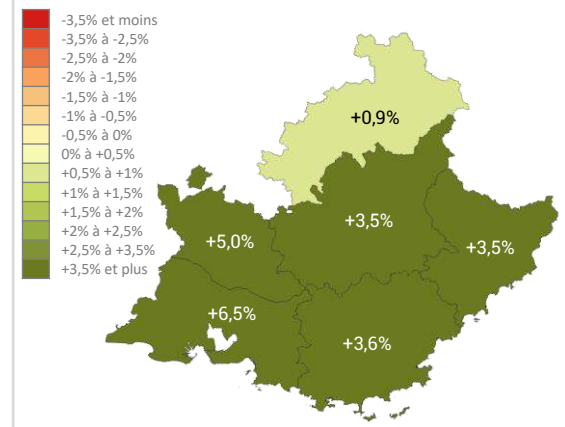 -3,5% et moins
-3,5% à -2,5%
-2,5% à -2%
-2% à -1,5%
-1,5% à -1%
-1% à -0,5%
-0,5% à 0%
0% à +0,5%
+0,5% à +1%
+1% à +1,5%
+1,5% à +2%
+2% à +2,5%
+2,5% à +3,5%
+3,5% et plus
+0,9%
+3,5%
+5,0%
+3,5%
+6,5%
+3,6%